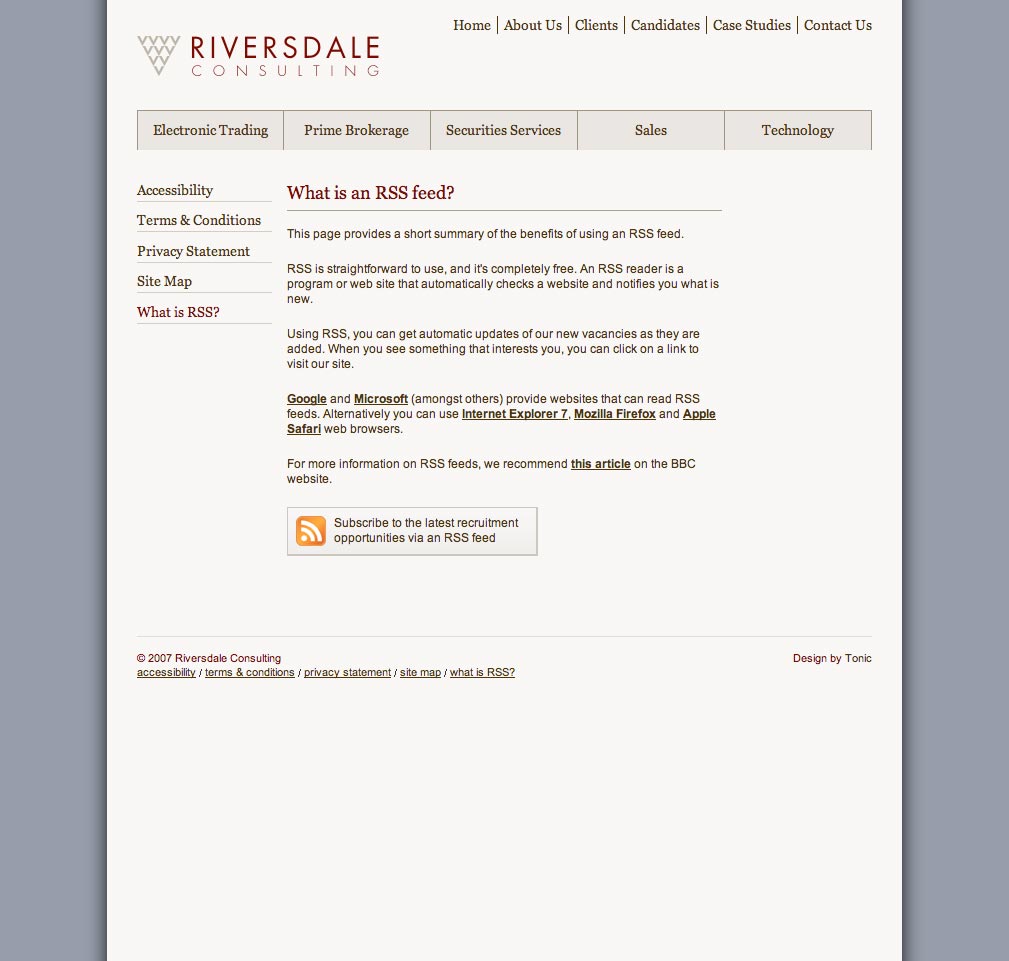 Home About Us Clients Candidates Case Studies Contact Us
RIVERSDALE
CONSULTING
Electronic Trading Prime Brokerage Securities Services Sales Technology
Accessibility
Terms & Conditions
Privacy Statement
Site Map
What is RSS?
What is an RSS feed?
This page provides a short summary of the benefits of using an RSS feed.
RSS is straightforward to use, and it's completely free. An RSS reader is a
program or web site that automatically checks a website and notifies you what is
new.
Using RSS, you can get automatic updates of our new vacancies as they are
added. When you see something that interests you, you can click on a link to
visit our site.
Google and Microsoft (amongst others) provide websites that can read RSS
feeds. Alternatively you can use Internet Explorer 7, Mozilla Firefox and Apple
Safari web browsers.
For more information on RSS feeds, we recommend this article on the BBC
website.
Subscribe to the latest recruitment
opportunities via an RSS feed
© 2007 Riversdale Consulting
Design by Tonic
accessibility / terms & conditions / privacy statement / site map / what is RSS?